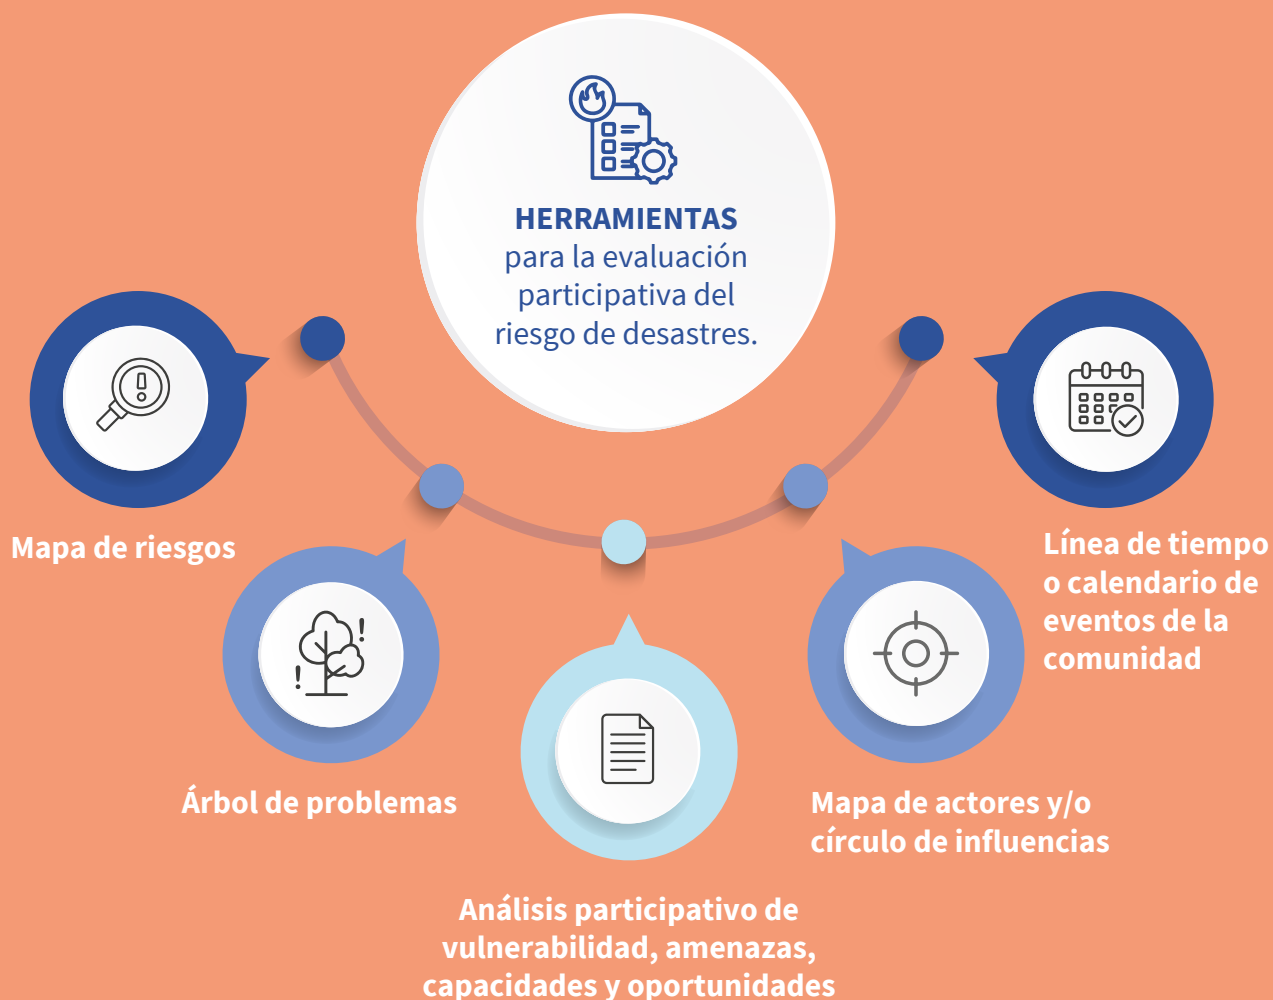 HERRAMIENTAS
para la evaluación
participativa del
riesgo de desastres.
Mapa de riesgos
Árbol de problemas
Análisis participativo de
vulnerabilidad, amenazas,
capacidades y oportunidades
Mapa de actores y/o
círculo de influencias
Línea de tiempo
o calendario de
eventos de la
comunidad